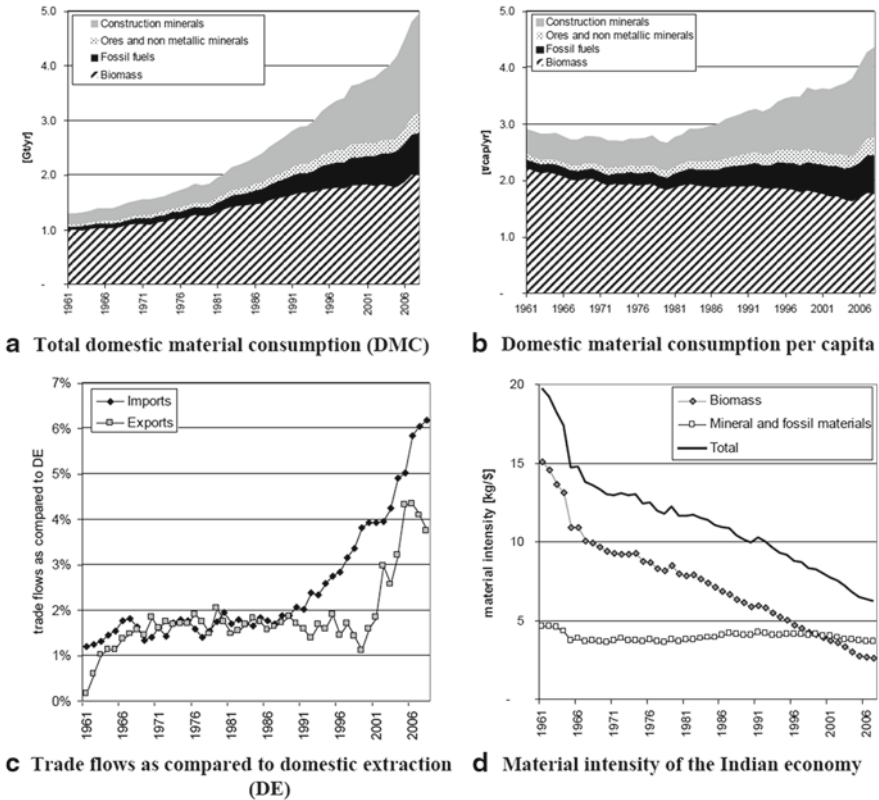 5.0
4.0
3.0
2.0
1.0
-
[Gt/yr]
Construction minerals
Ores and non metallic minerals
Fossil fuels
Biomass
1961
1966
1971
1976
1981
1986
1991
1996
2001
2006
a Total domestic material consumption (DMC)
5.0
4.0
3.0
2.0
1.0
-
[t/cap/yr]
Construction minerals
Ores and non metallic minerals
Fossil fuels
Biomass
1961
1966
1971
1976
1981
1986
1991
1996
2001
2006
b Domestic material consumption per capita
7%
6%
5%
4%
3%
2%
1%
0%
trade flows as compared to DE
Imports
Exports
1961
1966
1971
1976
1981
1986
1991
1996
2001
2006
c Trade flows as compared to domestic extraction
(DE)
20
15
10
5
-
material intensity [kg/$]
Biomass
Mineral and fossil materials
Total
1961
1966
1971
1976
1981
1986
1991
1996
2001
2006
d Material intensity of the Indian economy